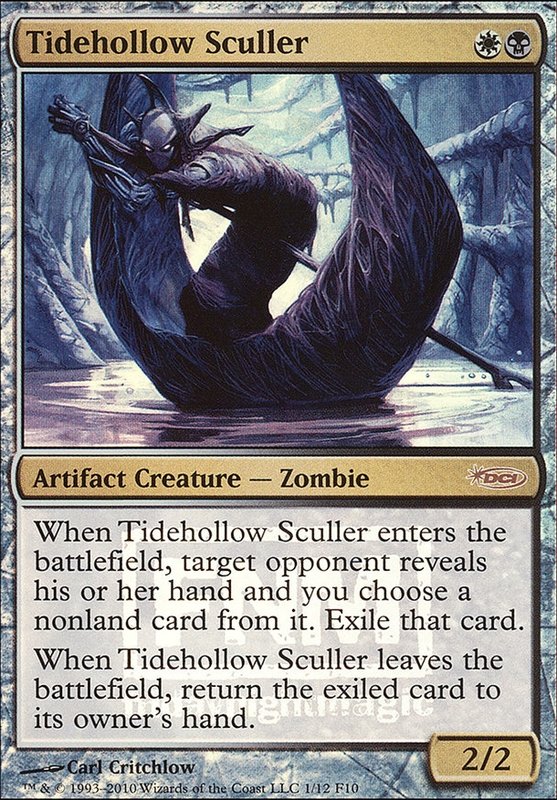 Tidehollow Sculler
Artifact Creature — Zombie
DCI
When Tidehollow Sculler enters the
battlefield, target opponent reveals
his or her hand and you choose a
nonland card from it. Exile that card.
When Tidehollow Sculler leaves the
battlefield, return the exiled card to
its owner's hand.
FNM
fridaynightmagic
Carl Critchlow
2/2
™ & © 1993–2010 Wizards of the Coast LLC 1/12 F10